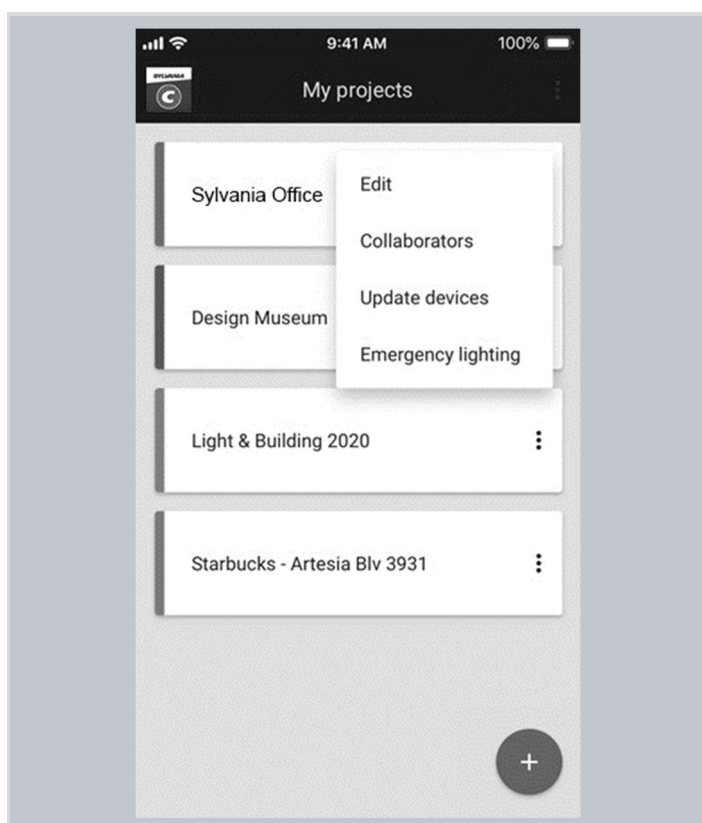 9:41 AM
100%
SYLVANIA
C
My projects
Sylvania Office
Edit
Collaborators
Design Museum
Update devices
Emergency lighting
Light & Building 2020
Starbucks - Artesia Blv 3931
+